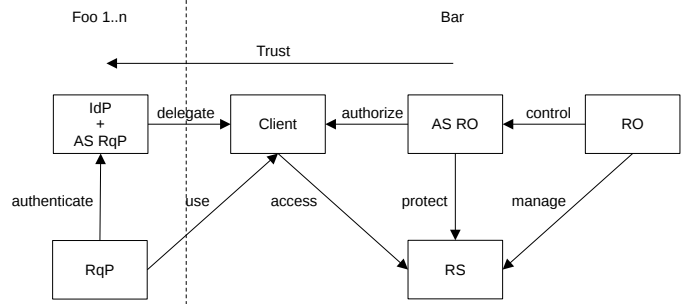 Foo 1..n
Bar
Trust
IdP
+
AS RqP
delegate
Client
authorize
AS RO
control
RO
authenticate
use
access
protect
manage
RqP
RS